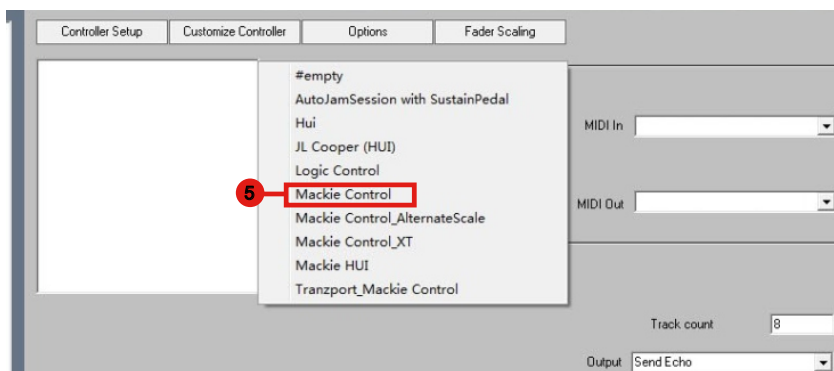 Controller Setup
Customize Controller
Options
Fader Scaling
#empty
AutoJamSession with SustainPedal
Hui
JL Cooper (HUI)
Logic Control
5
Mackie Control
Mackie Control_AlternateScale
Mackie Control_XT
Mackie HUI
Tranzport_Mackie Control
MIDI In
MIDI Out
Track count
8
Output
Send Echo